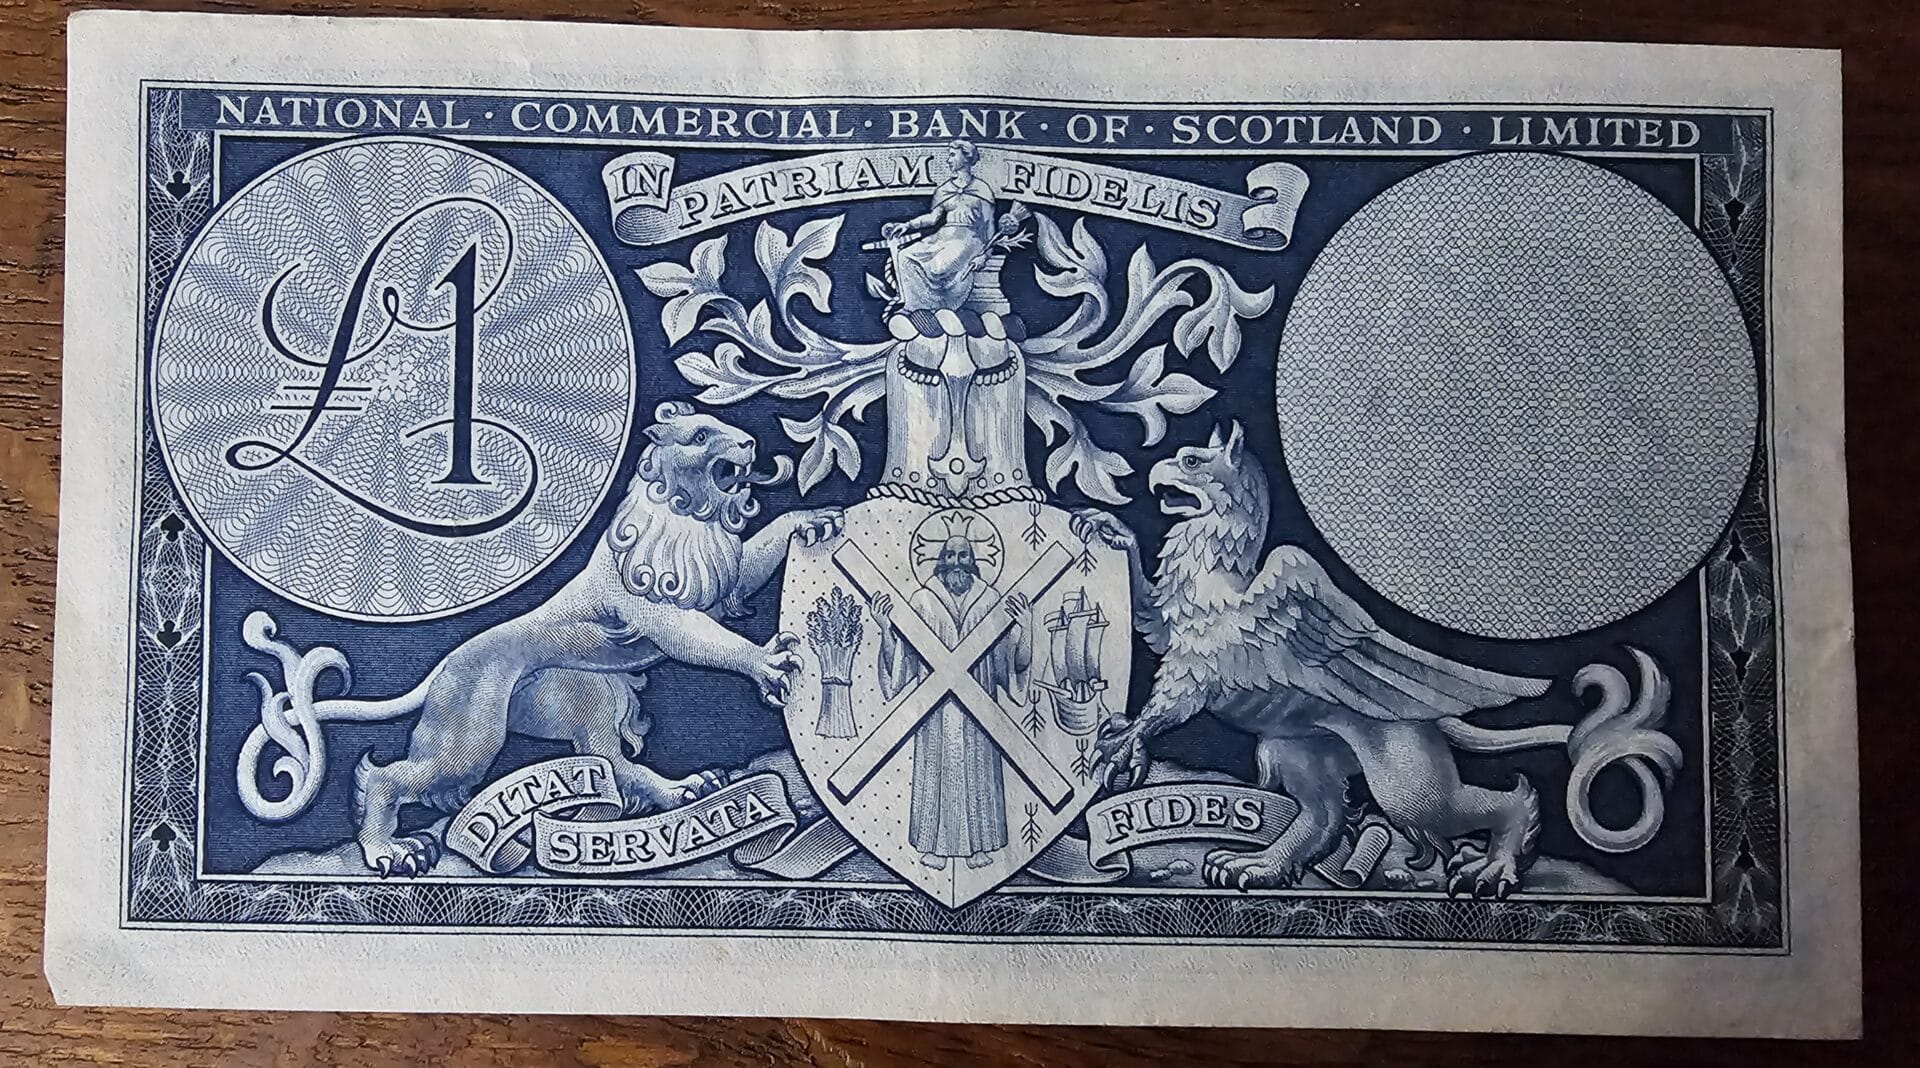 NATIONAL · COMMERCIAL · BANK · OF · SCOTLAND · LIMITED
IN PATRIAM FIDELIS
£1
DITAT SERVATA FIDES